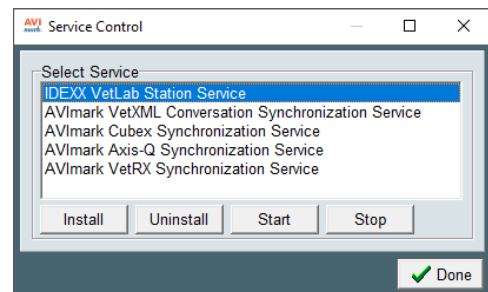 AVI mark. Service Control
Select Service
IDEXX VetLab Station Service
AVImark VetXML Conversation Synchronization Service
AVImark Cubex Synchronization Service
AVImark Axis-Q Synchronization Service
AVImark VetRX Synchronization Service
Install Uninstall Start Stop
Done